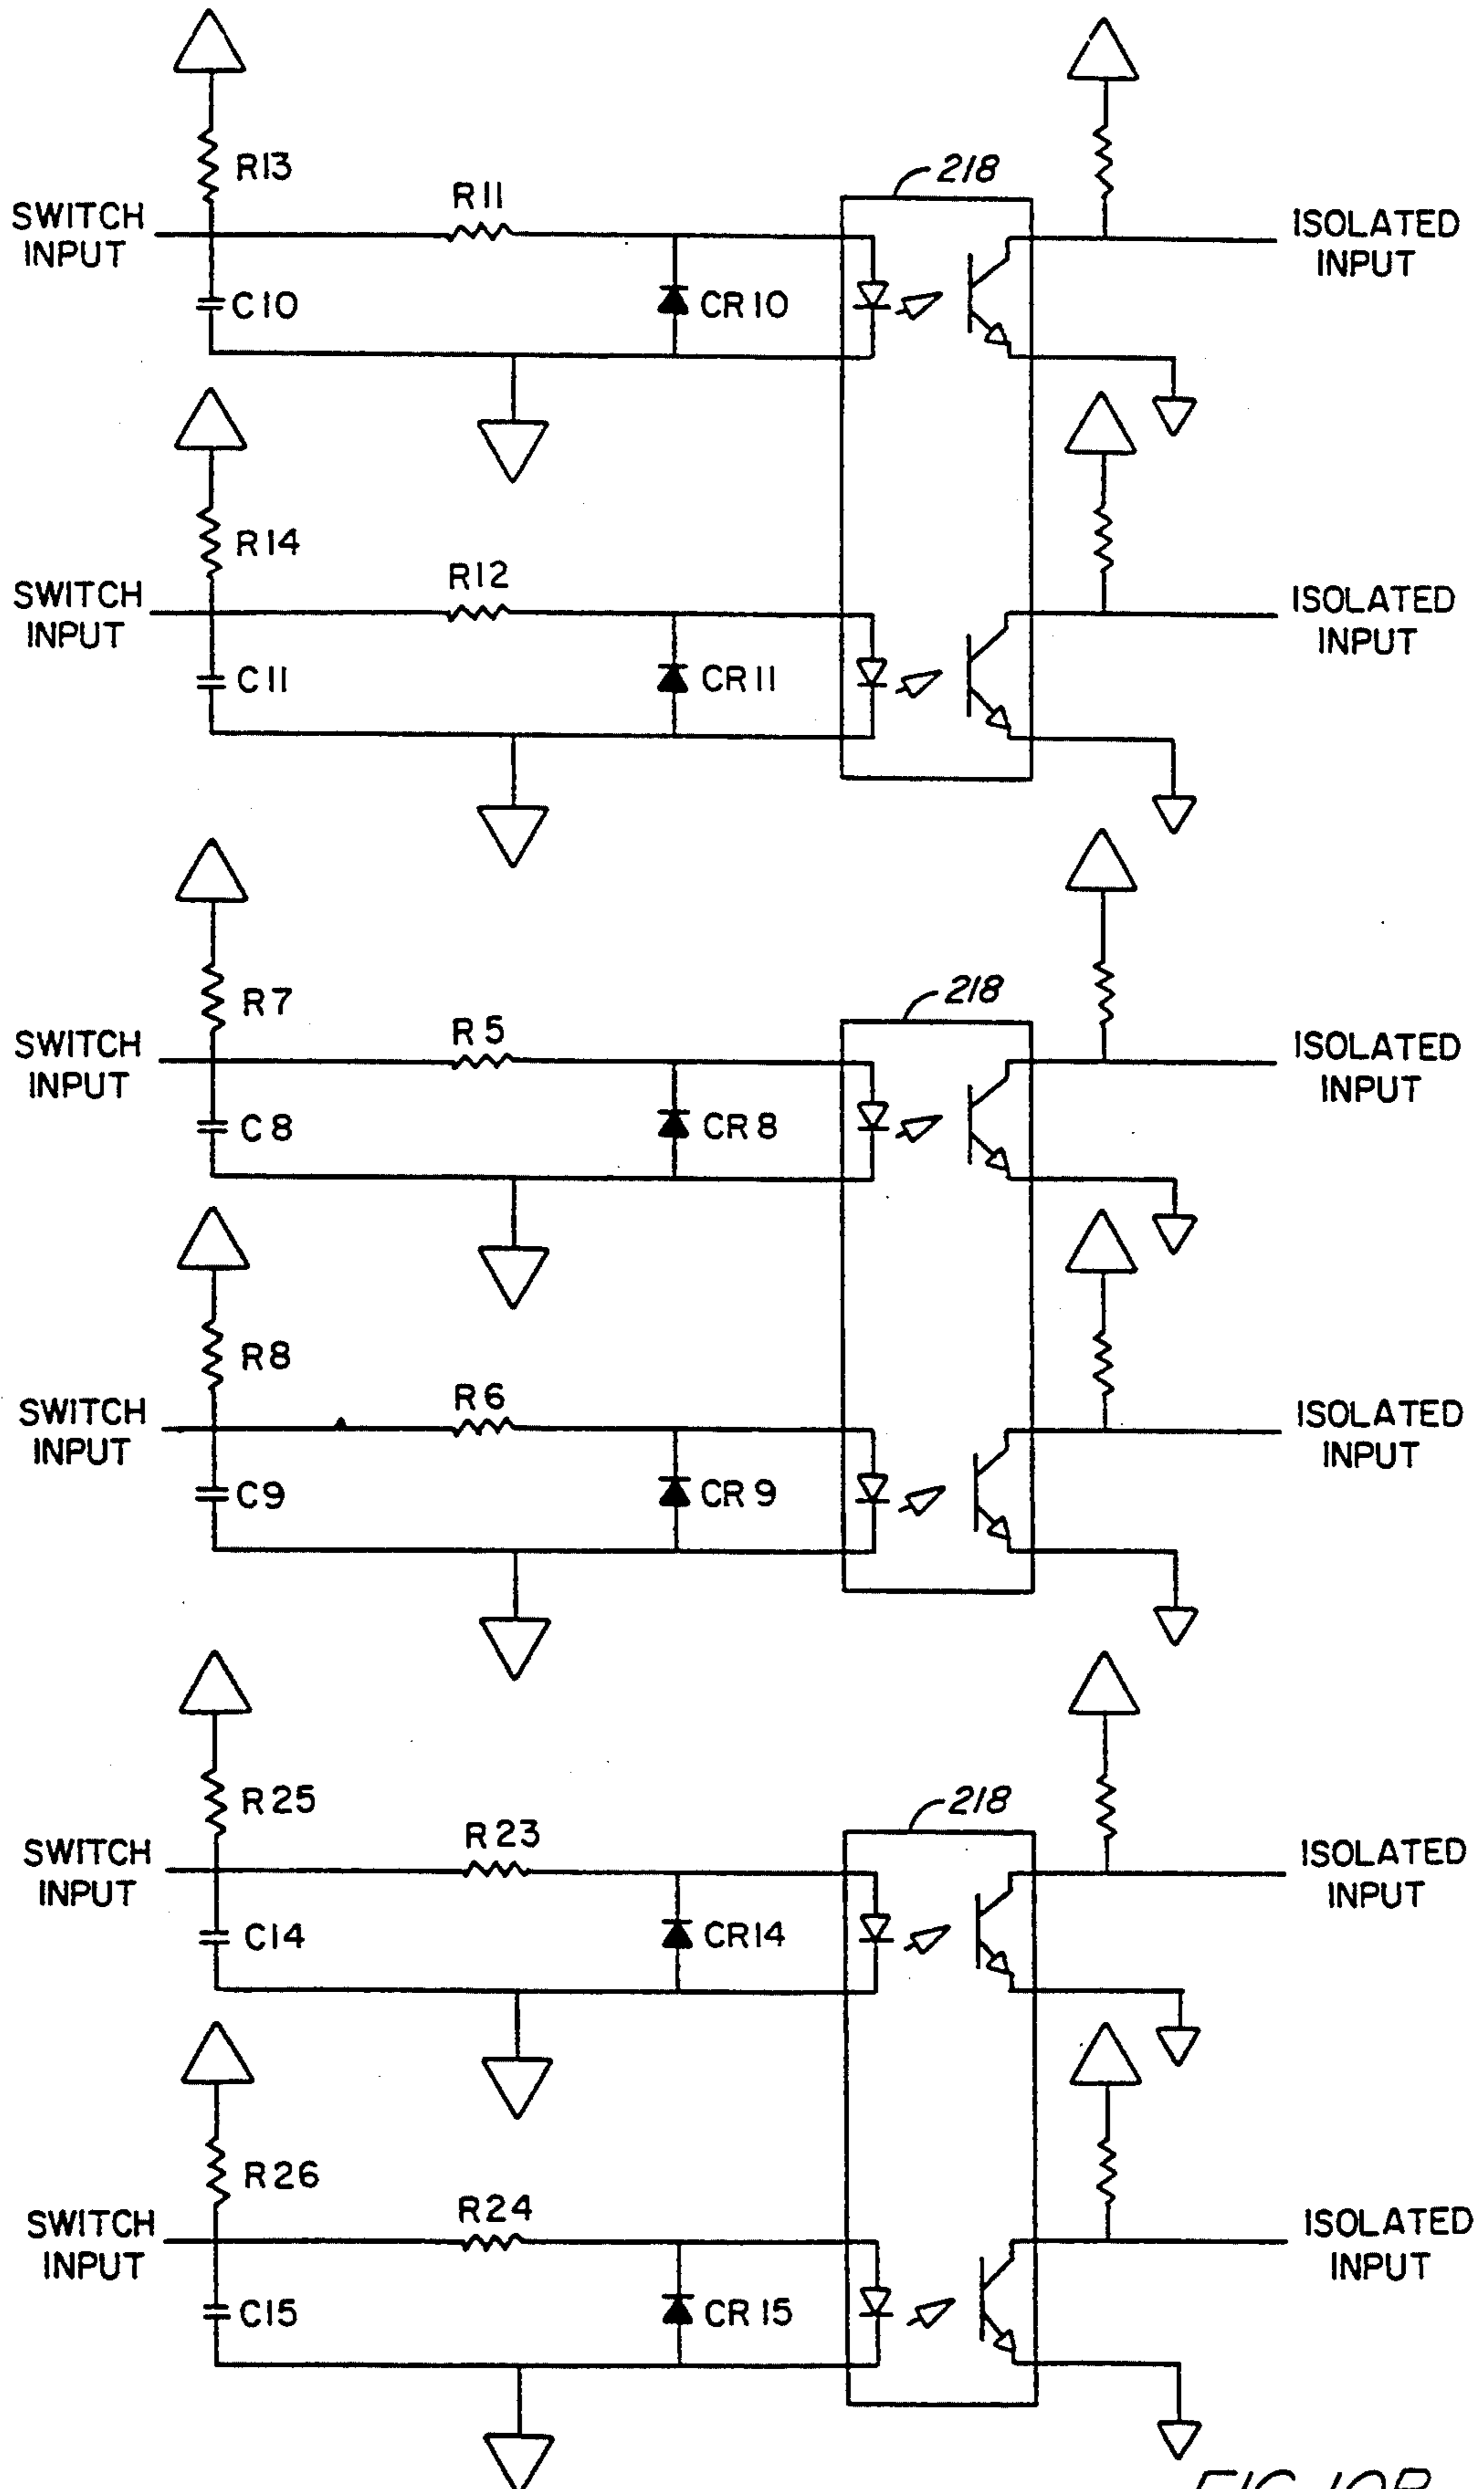 R13
218
R11
SWITCH
INPUT
ISOLATED
INPUT
C10
CR10
R14
R12
SWITCH
INPUT
ISOLATED
INPUT
C11
CR11
218
R7
R5
SWITCH
INPUT
ISOLATED
INPUT
C8
CR8
R8
R6
SWITCH
INPUT
ISOLATED
INPUT
C9
CR9
218
R25
R23
SWITCH
INPUT
ISOLATED
INPUT
C14
CR14
R26
R24
SWITCH
INPUT
ISOLATED
INPUT
C15
CR15
FIG. 10B